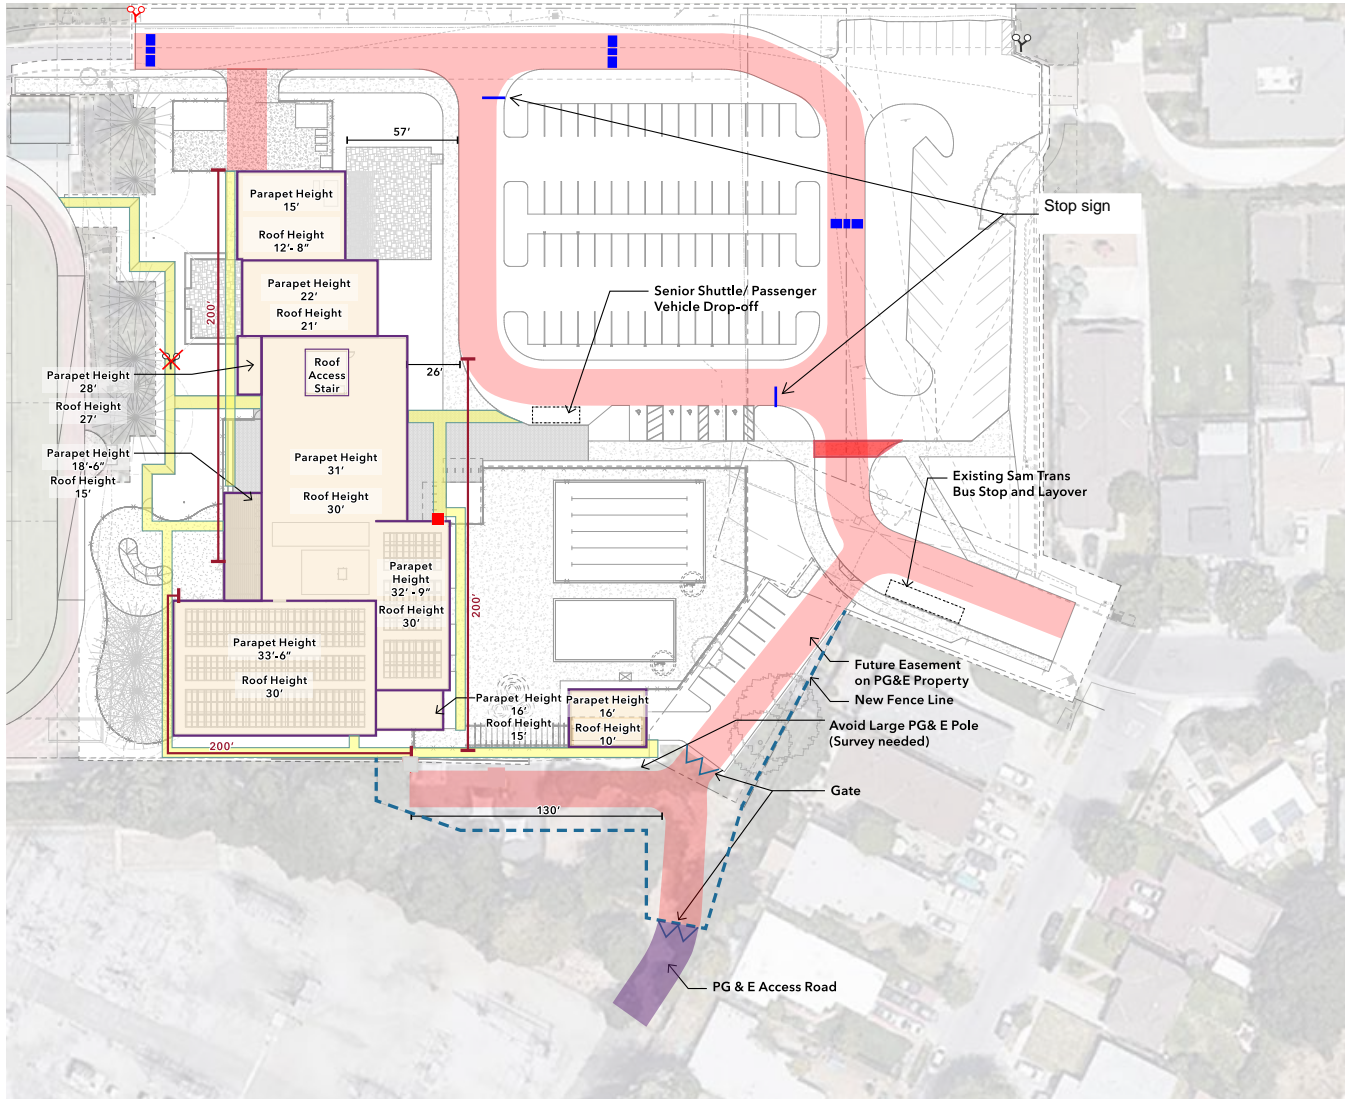 57'
Parapet Height
15'
Roof Height
12'- 8"
Stop sign
Parapet Height
22'
Roof Height
21'
200'
Senior Shuttle/ Passenger
Vehicle Drop-off
Roof
Access
Stair
26'
Parapet Height
28'
Roof Height
27'
Parapet Height
18'-6"
Roof Height
15'
Parapet Height
31'
Roof Height
30'
Existing Sam Trans
Bus Stop and Layover
Parapet
Height
32' - 9"
Roof Height
30'
200'
Parapet Height
33'-6"
Roof Height
30'
Future Easement
on PG&E Property
New Fence Line
Parapet Height
16'
Roof Height
15'
Parapet Height
16'
Roof Height
10'
Avoid Large PG& E Pole
(Survey needed)
200'
Gate
130'
PG & E Access Road